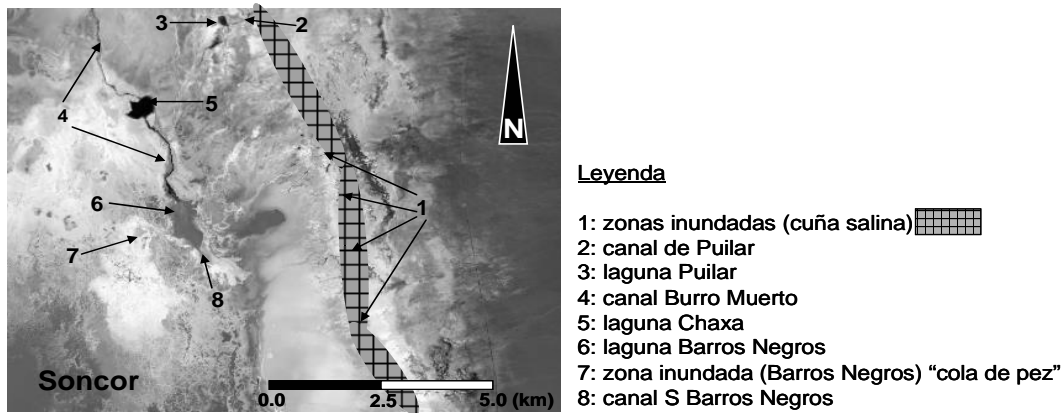 3
2
5
4
N
Leyenda
1
6
1: zonas inundadas (cuña salina)
7
2: canal de Puilar
3: laguna Puilar
8
4: canal Burro Muerto
5: laguna Chaxa
6: laguna Barros Negros
Soncor
7: zona inundada (Barros Negros) “cola de pez”
0.0 2.5 5.0 (km)
8: canal S Barros Negros